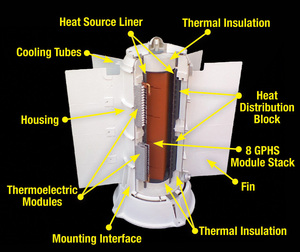 Heat Source Liner
Thermal Insulation
Cooling Tubes
Heat
Distribution
Block
Housing
8 GPHS
Module Stack
Thermoelectric
Modules
Fin
Mounting Interface
Thermal Insulation